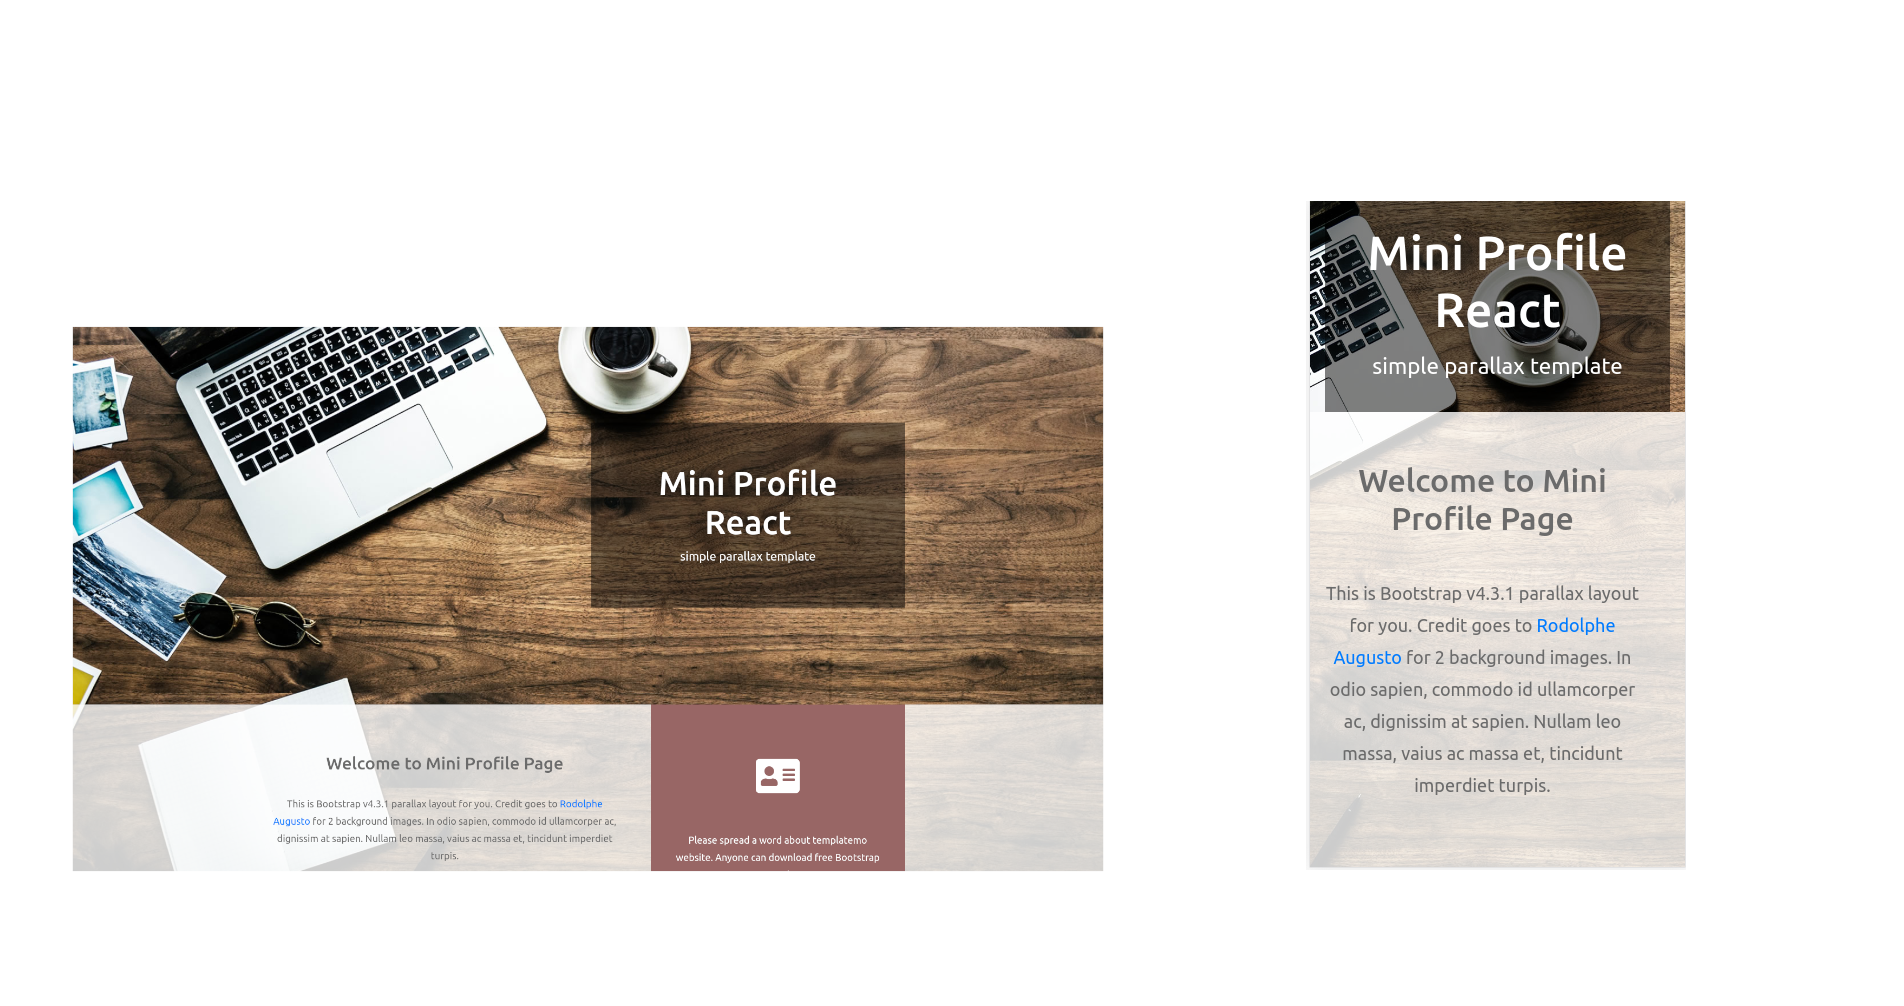 Mini Profile
React
simple parallax template
Welcome to Mini Profile Page
This is Bootstrap v4.3.1 parallax layout for you. Credit goes to Rodolphe
Augusto for 2 background images. In odio sapien, commodo id ullamcorper ac,
dignissim at sapien. Nullam leo massa, vaius ac massa et, tincidunt imperdiet
turpis.
Please spread a word about templatemo
website. Anyone can download free Bootstrap
Mini Profile
React
simple parallax template
Welcome to Mini
Profile Page
This is Bootstrap v4.3.1 parallax layout
for you. Credit goes to Rodolphe
Augusto for 2 background images. In
odio sapien, commodo id ullamcorper
ac, dignissim at sapien. Nullam leo
massa, vaius ac massa et, tincidunt
imperdiet turpis.